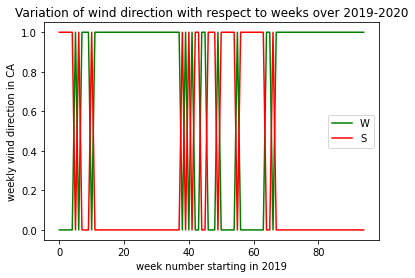 Variation of wind direction with respect to weeks over 2019-2020
weekly wind direction in CA
1.0
0.8
0.6
0.4
0.2
0.0
W
S
0 20 40 60 80
week number starting in 2019